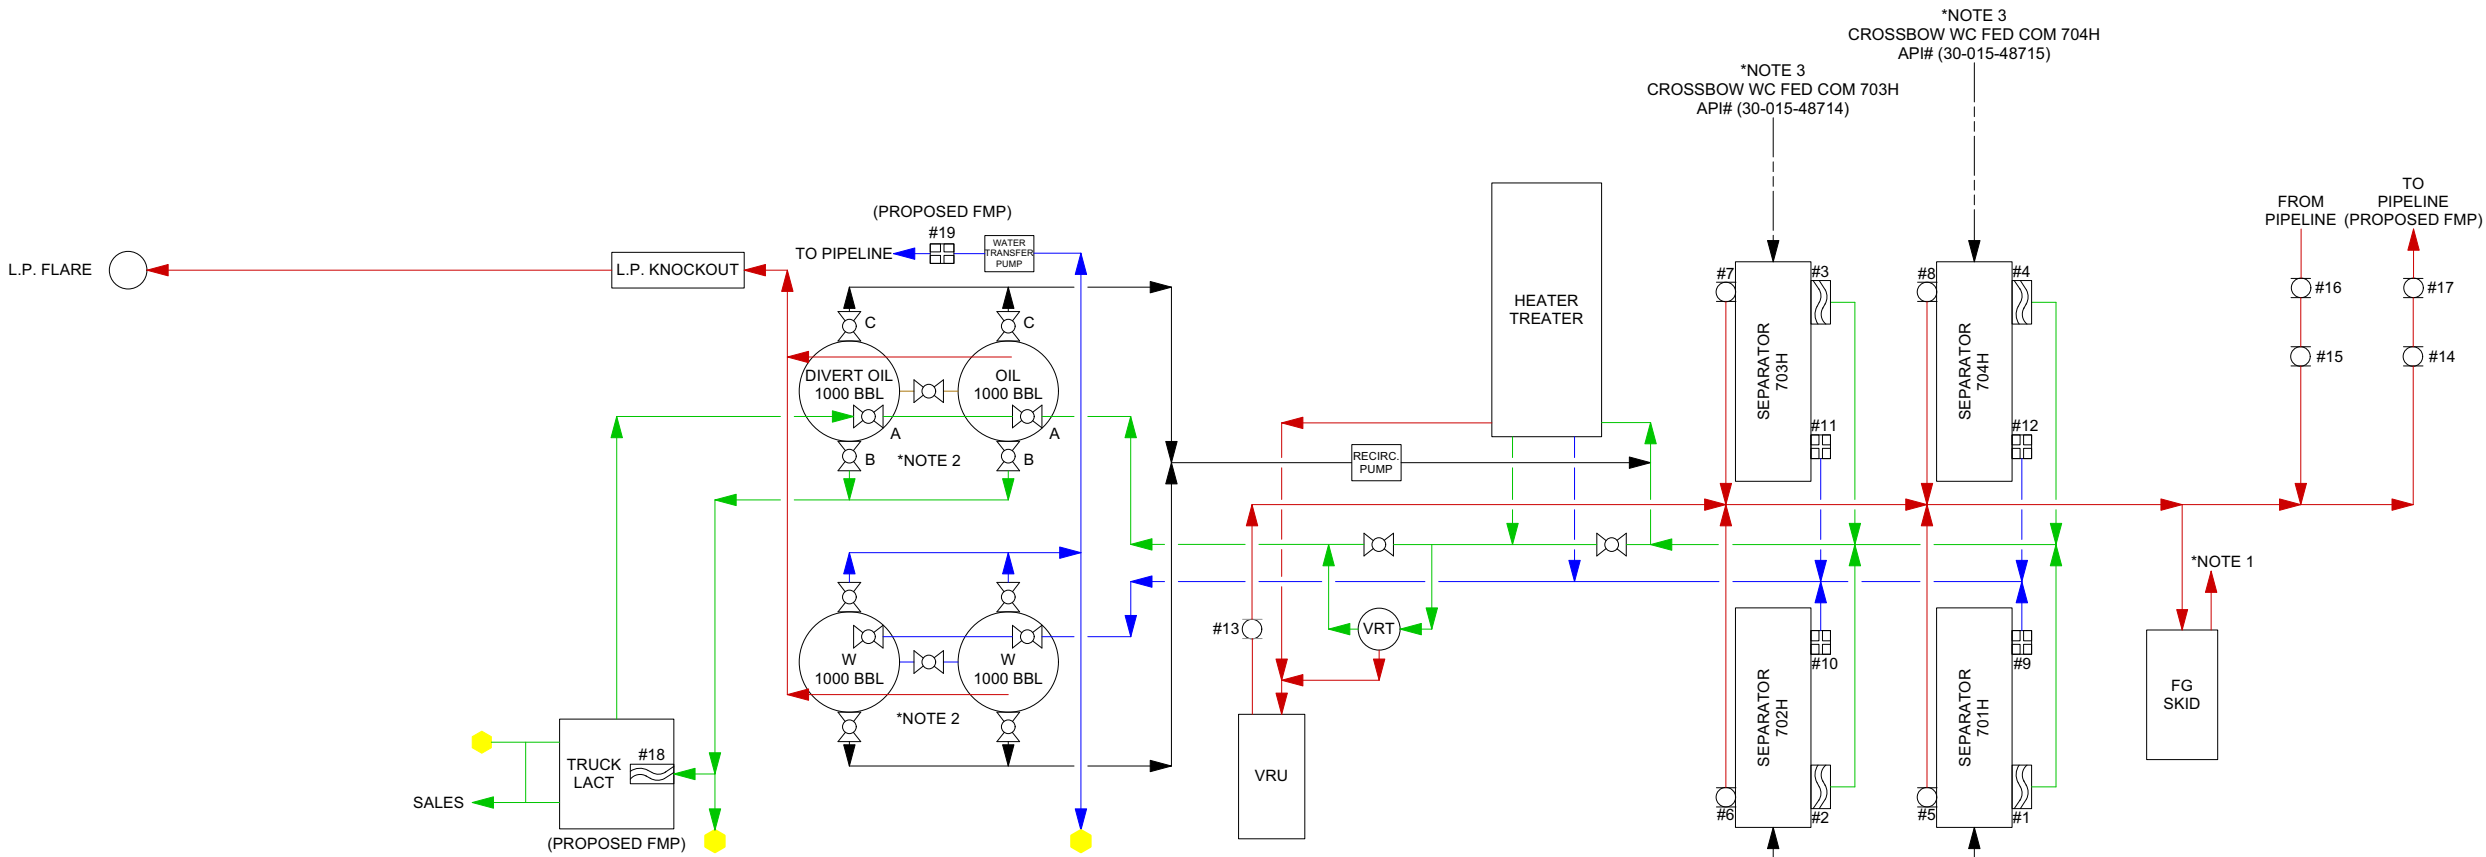 *NOTE 3
CROSSBOW WC FED COM 704H
API# (30-015-48715)
*NOTE 3
CROSSBOW WC FED COM 703H
API# (30-015-48714)
FROM
PIPELINE
TO
PIPELINE
(PROPOSED FMP)
(PROPOSED FMP)
#19
TO PIPELINE
WATER
TRANSFER
PUMP
L.P. FLARE
L.P. KNOCKOUT
C
C
DIVERT OIL
1000 BBL
OIL
1000 BBL
A
A
B
B
*NOTE 2
HEATER
TREATER
RECIRC.
PUMP
#7
#3
SEPARATOR
703H
#11
#8
#4
SEPARATOR
704H
#12
#16
#17
#15
#14
*NOTE 1
#13
VRT
W
1000 BBL
W
1000 BBL
*NOTE 2
VRU
#10
SEPARATOR
702H
#6
#2
#9
SEPARATOR
701H
#5
#1
FG
SKID
TRUCK
LACT
#18
SALES
(PROPOSED FMP)